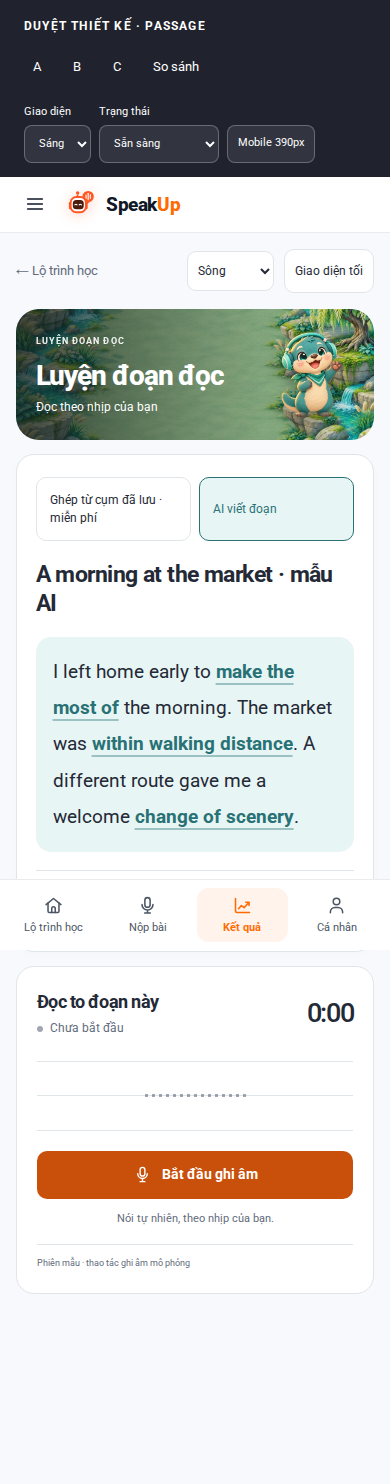 DUYỆT THIẾT KẾ · PASSAGE
A B C So sánh
Giao diện Trạng thái
Sáng Sẵn sàng Mobile 390px
SpeakUp
← Lộ trình học Sông Giao diện tối
LUYỆN ĐOẠN ĐỌC
Luyện đoạn đọc
Đọc theo nhịp của bạn
Ghép từ cụm đã lưu ·
miễn phí
AI viết đoạn
A morning at the market · mẫu
AI
I left home early to make the
most of the morning. The market
was within walking distance. A
different route gave me a
welcome change of scenery.
Lộ trình học Nộp bài Kết quả Cá nhân
Đọc to đoạn này 0:00
Chưa bắt đầu
Bắt đầu ghi âm
Nói tự nhiên, theo nhịp của bạn.
Phiên mẫu · thao tác ghi âm mô phỏng